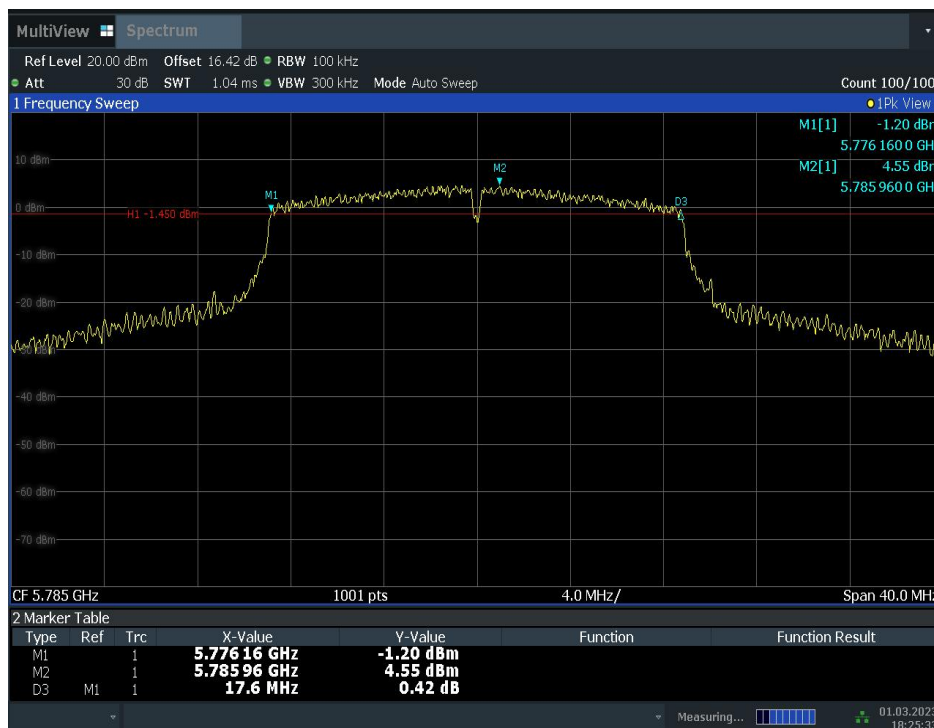 MultiView Spectrum
Ref Level 20.00 dBm Offset 16.42 dB RBW 100 kHz
Att 30 dB SWT 1.04 ms VBW 300 kHz Mode Auto Sweep Count 100/100
1 Frequency Sweep 1Pk View
M1[1] -1.20 dBm
5.776 160 0 GH
M2[1] 4.55 dBm
5.785 960 0 GH
10 dBm
M2
M1
D3
0 dBm
H1 -1.450 dBm
-10 dBm
-20 dBm
-30 dBm
-40 dBm
-50 dBm
-60 dBm
-70 dBm
CF 5.785 GHz 1001 pts 4.0 MHz/ Span 40.0 MHz
2 Marker Table
Type Ref Trc X-Value Y-Value Function Function Result
M1 1 5.776 16 GHz -1.20 dBm
M2 1 5.785 96 GHz 4.55 dBm
D3 M1 1 17.6 MHz 0.42 dB
Measuring... 01.03.2023